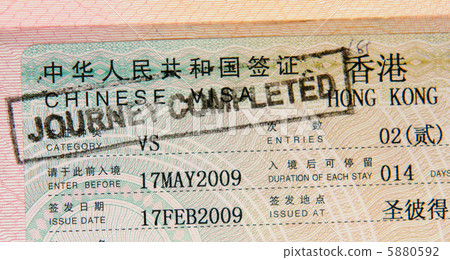 中华人民共和国签证 香港
CHINESE VISA HONG KONG
JOURNEY COMPLETED
CATEGORY VS 次 数
ENTRIES 02(贰)
请于此前入境 入境后可停留
ENTER BEFORE 17MAY2009 DURATION OF EACH STAY 014 DAYS
签发日期 签发地点
ISSUE DATE 17FEB2009 ISSUED AT 圣彼得
pixta.jp - 5880592